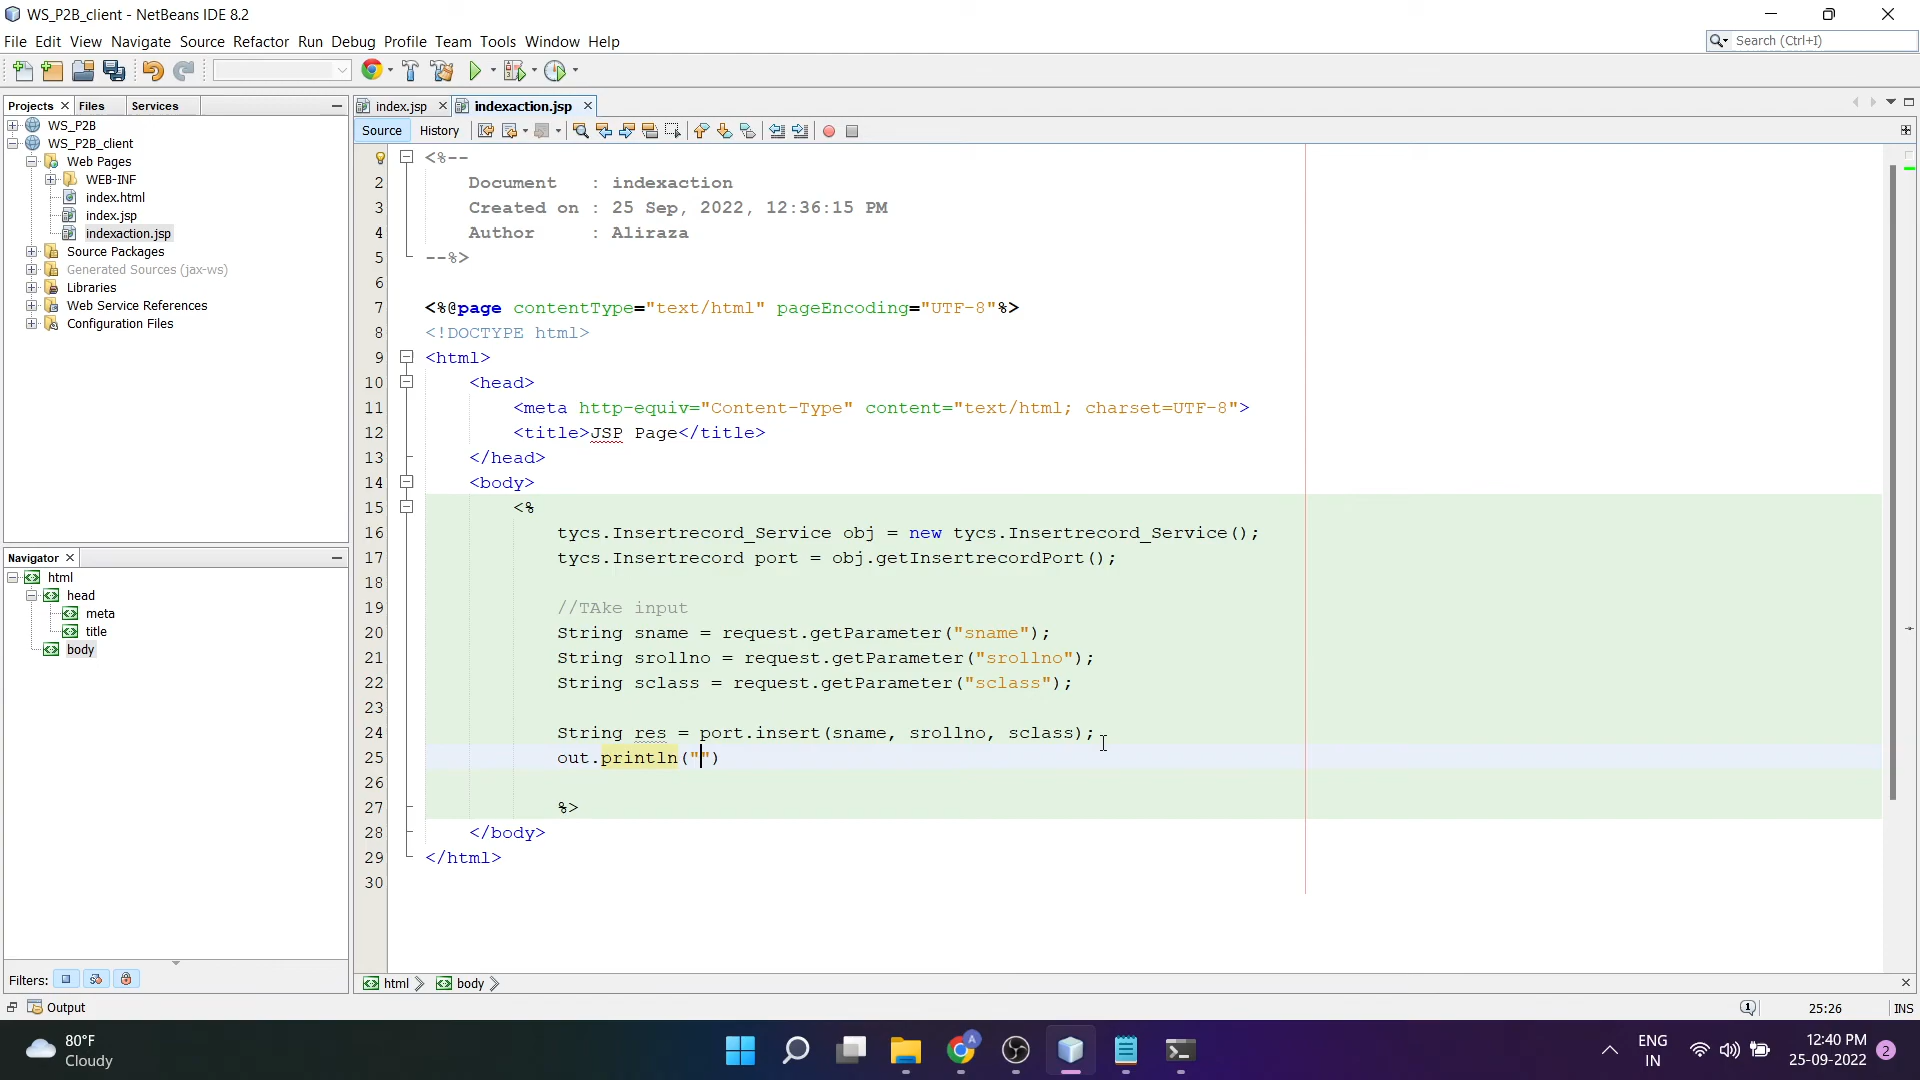 WS_P2B_client - NetBeans IDE 8.2
File Edit View Navigate Source Refactor Run Debug Profile Team Tools Window Help
Search (Ctrl+I)
Projects Files Services
index.jsp indexaction.jsp
WS_P2B
WS_P2B_client
Web Pages
WEB-INF
index.html
index.jsp
indexaction.jsp
Source Packages
Generated Sources (jax-ws)
Libraries
Web Service References
Configuration Files
Source History
<%--
2 Document : indexaction
3 Created on : 25 Sep, 2022, 12:36:15 PM
4 Author : Aliraza
5 --%>
6
7 <%@page contentType="text/html" pageEncoding="UTF-8"%>
8 <!DOCTYPE html>
9 <html>
10 <head>
11 <meta http-equiv="Content-Type" content="text/html; charset=UTF-8">
12 <title>JSP Page</title>
13 </head>
14 <body>
15 <%
16 tycs.Insertrecord_Service obj = new tycs.Insertrecord_Service();
17 tycs.Insertrecord port = obj.getInsertrecordPort();
18
19 //TAke input
20 String sname = request.getParameter("sname");
21 String srollno = request.getParameter("srollno");
22 String sclass = request.getParameter("sclass");
23
24 String res = port.insert(sname, srollno, sclass);
25 out.println("")
26
27 %>
28 </body>
29 </html>
30
Navigator
html
head
meta
title
body
Filters:
html body
Output
25:26 INS
80°F
Cloudy
ENG
IN
12:40 PM
25-09-2022
2